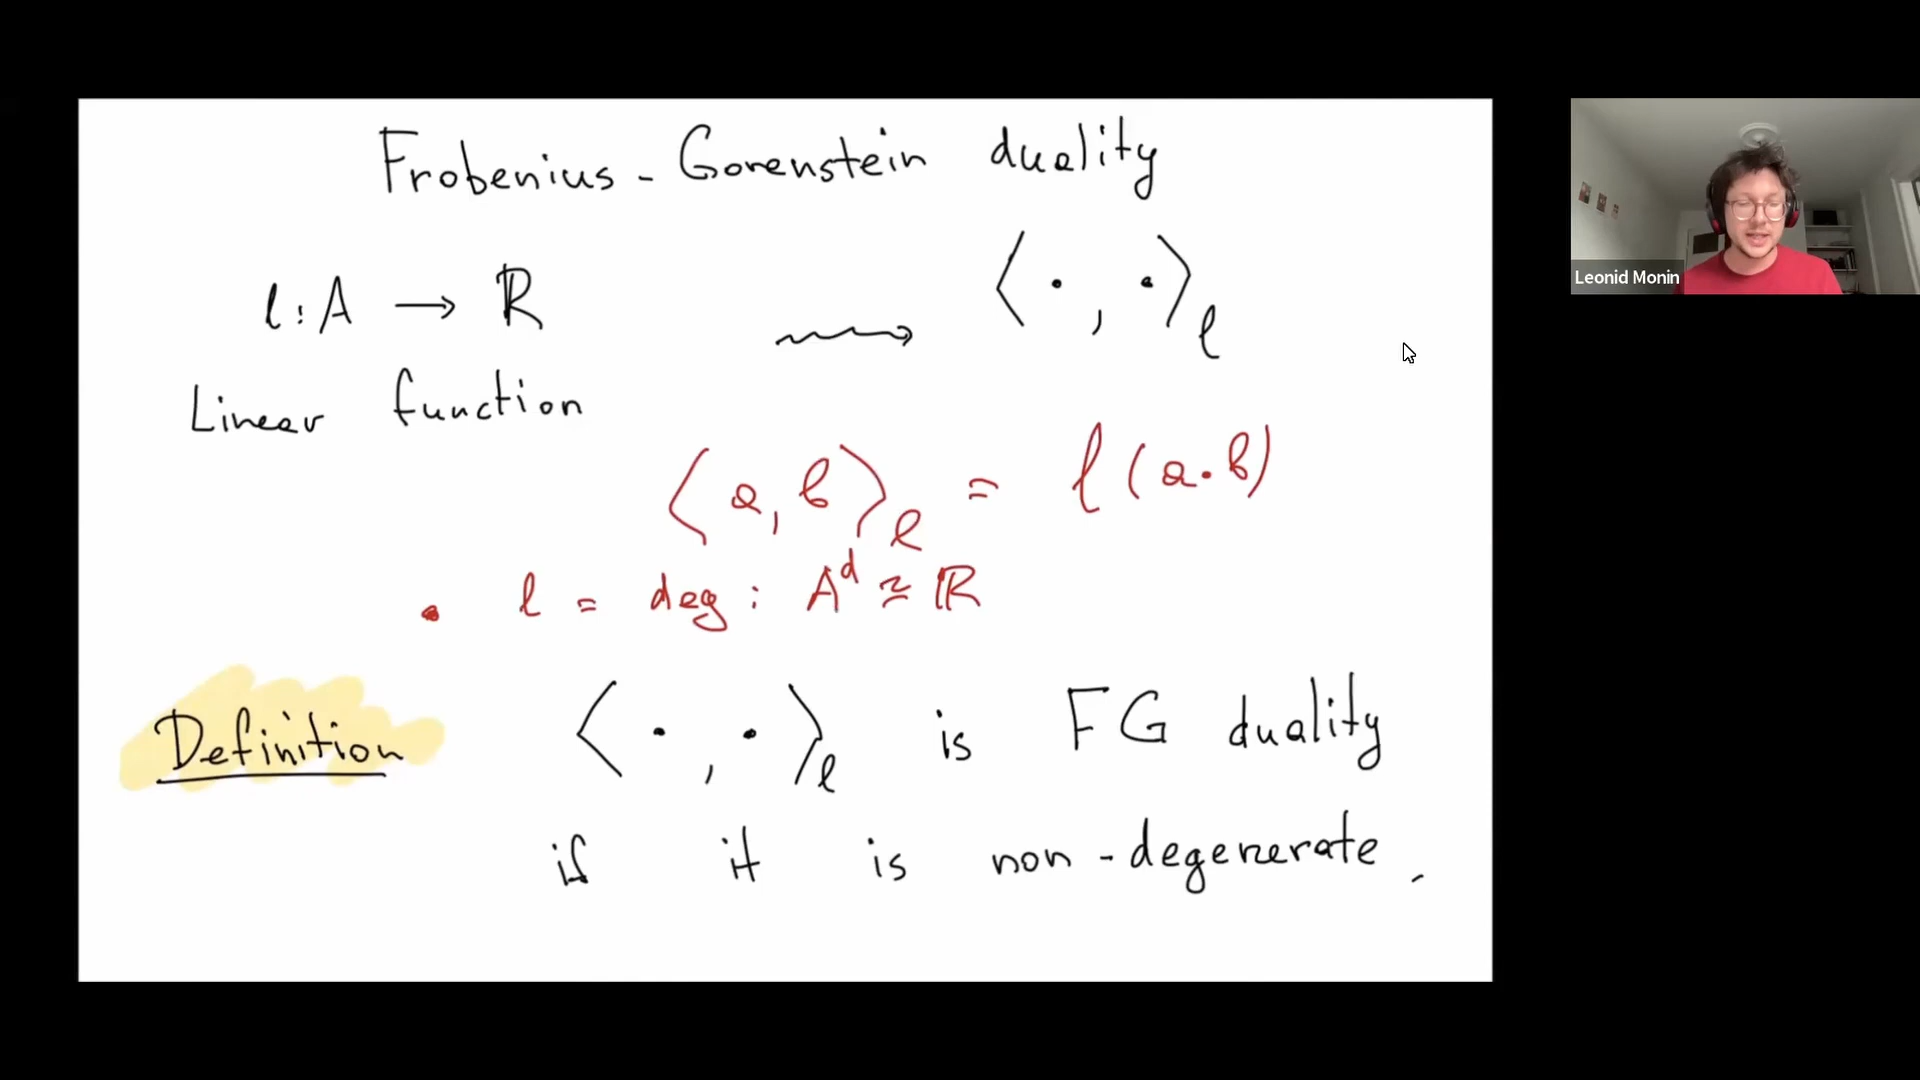 Frobenius - Gorenstein duality
l : A → ℝ ⟿ ⟨ · , · ⟩_l
Linear function
⟨ a, b ⟩_l = l ( a · b )
• l = deg : A^d ≃ ℝ
Definition ⟨ · , · ⟩_l is FG duality
if it is non - degenerate .
Leonid Monin